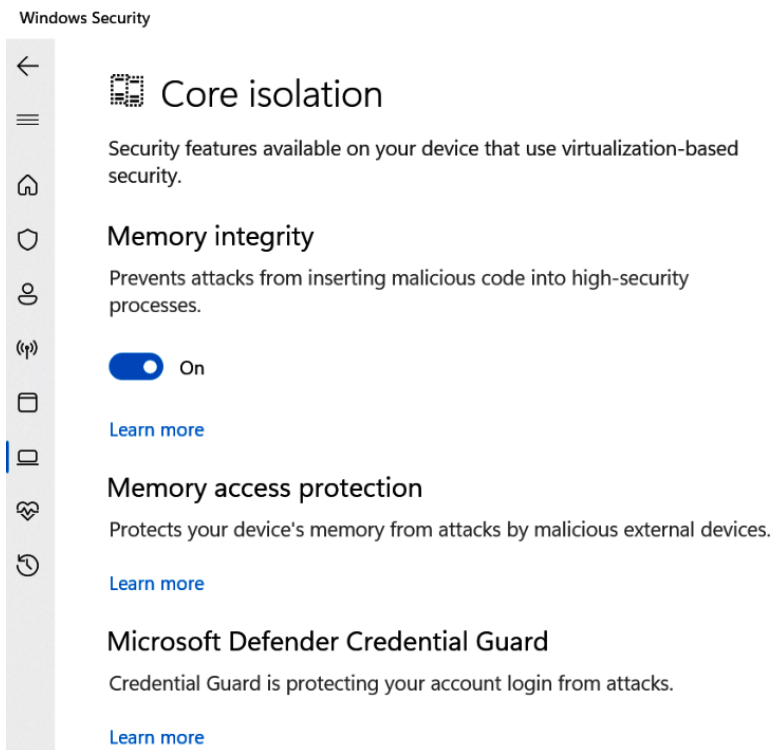 Windows Security
Core isolation
Security features available on your device that use virtualization-based
security.
Memory integrity
Prevents attacks from inserting malicious code into high-security
processes.
On
Learn more
Memory access protection
Protects your device's memory from attacks by malicious external devices.
Learn more
Microsoft Defender Credential Guard
Credential Guard is protecting your account login from attacks.
Learn more